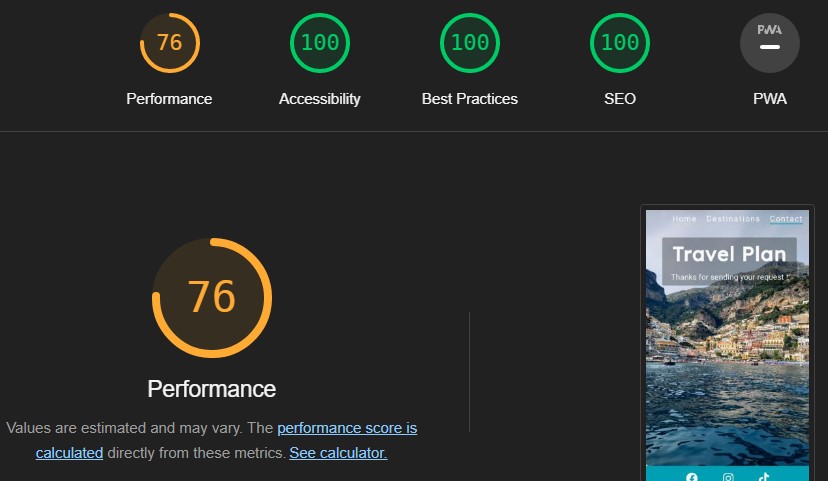 76
100
100
100
PWA
Performance
Accessibility
Best Practices
SEO
PWA
Home Destinations Contact
Travel Plan
Thanks for sending your request !
76
Performance
Values are estimated and may vary. The performance score is
calculated directly from these metrics. See calculator.